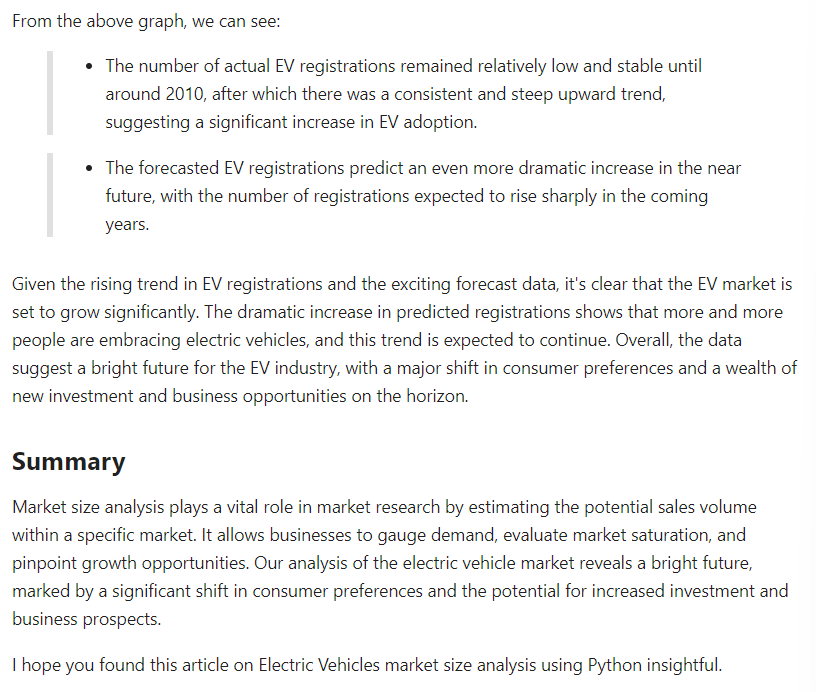 From the above graph, we can see:
• The number of actual EV registrations remained relatively low and stable until
around 2010, after which there was a consistent and steep upward trend,
suggesting a significant increase in EV adoption.
• The forecasted EV registrations predict an even more dramatic increase in the near
future, with the number of registrations expected to rise sharply in the coming
years.
Given the rising trend in EV registrations and the exciting forecast data, it's clear that the EV market is
set to grow significantly. The dramatic increase in predicted registrations shows that more and more
people are embracing electric vehicles, and this trend is expected to continue. Overall, the data
suggest a bright future for the EV industry, with a major shift in consumer preferences and a wealth of
new investment and business opportunities on the horizon.
Summary
Market size analysis plays a vital role in market research by estimating the potential sales volume
within a specific market. It allows businesses to gauge demand, evaluate market saturation, and
pinpoint growth opportunities. Our analysis of the electric vehicle market reveals a bright future,
marked by a significant shift in consumer preferences and the potential for increased investment and
business prospects.
I hope you found this article on Electric Vehicles market size analysis using Python insightful.